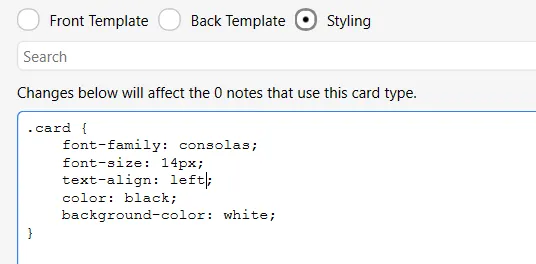 Front Template Back Template Styling
Search
Changes below will affect the 0 notes that use this card type.
.card {
    font-family: consolas;
    font-size: 14px;
    text-align: left;
    color: black;
    background-color: white;
}